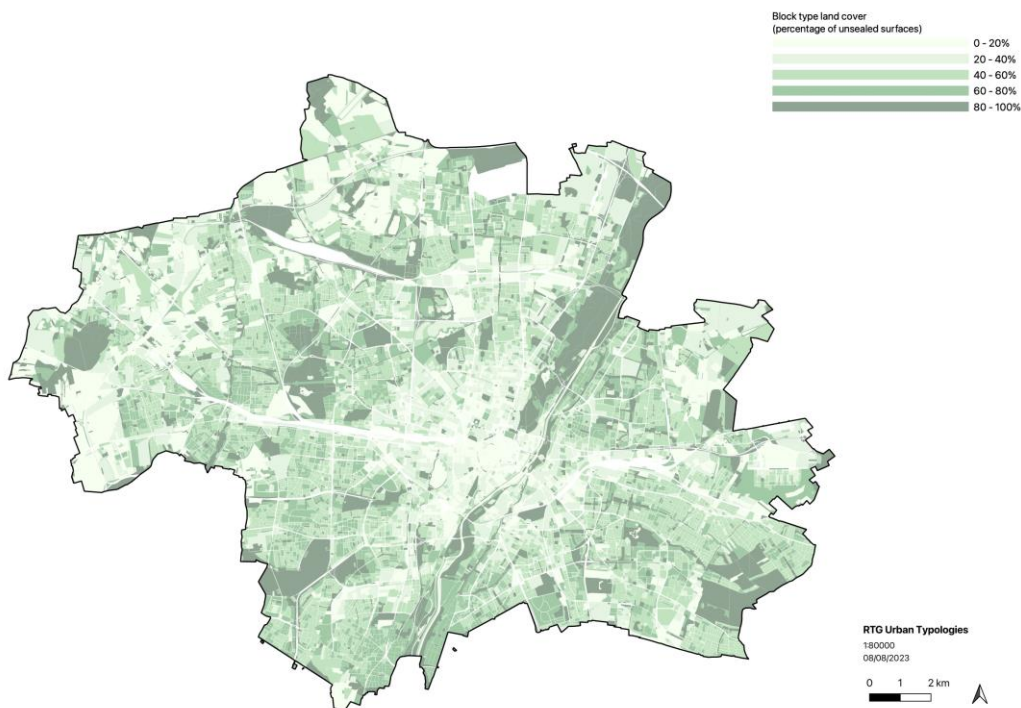 Block type land cover
(percentage of unsealed surfaces)
0 - 20%
20 - 40%
40 - 60%
60 - 80%
80 - 100%
RTG Urban Typologies
1:80000
08/08/2023
0 1 2 km